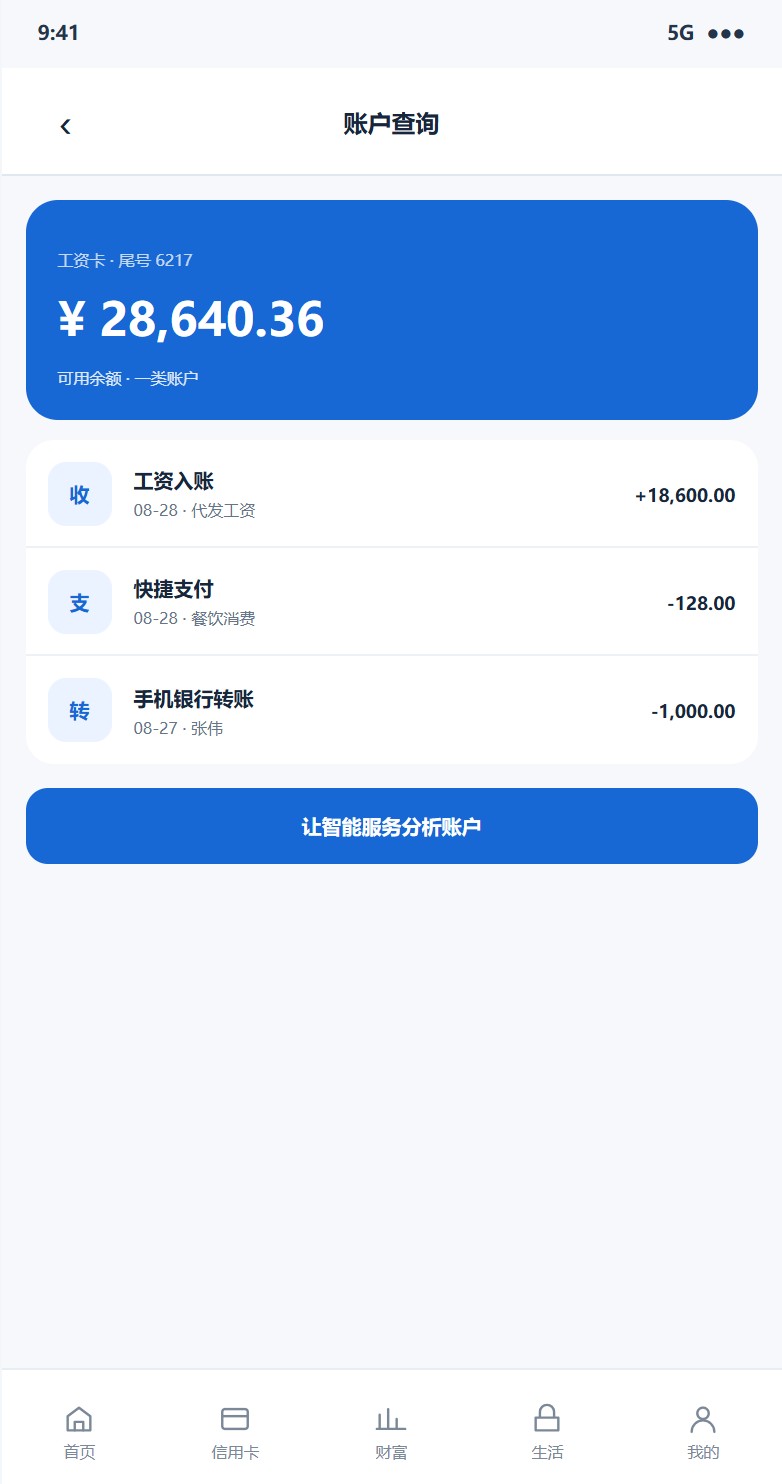 9:41 5G ●●●
‹ 账户查询
工资卡 · 尾号 6217
¥ 28,640.36
可用余额 · 一类账户
收 工资入账 +18,600.00
08-28 · 代发工资
支 快捷支付 -128.00
08-28 · 餐饮消费
转 手机银行转账 -1,000.00
08-27 · 张伟
让智能服务分析账户
首页 信用卡 财富 生活 我的